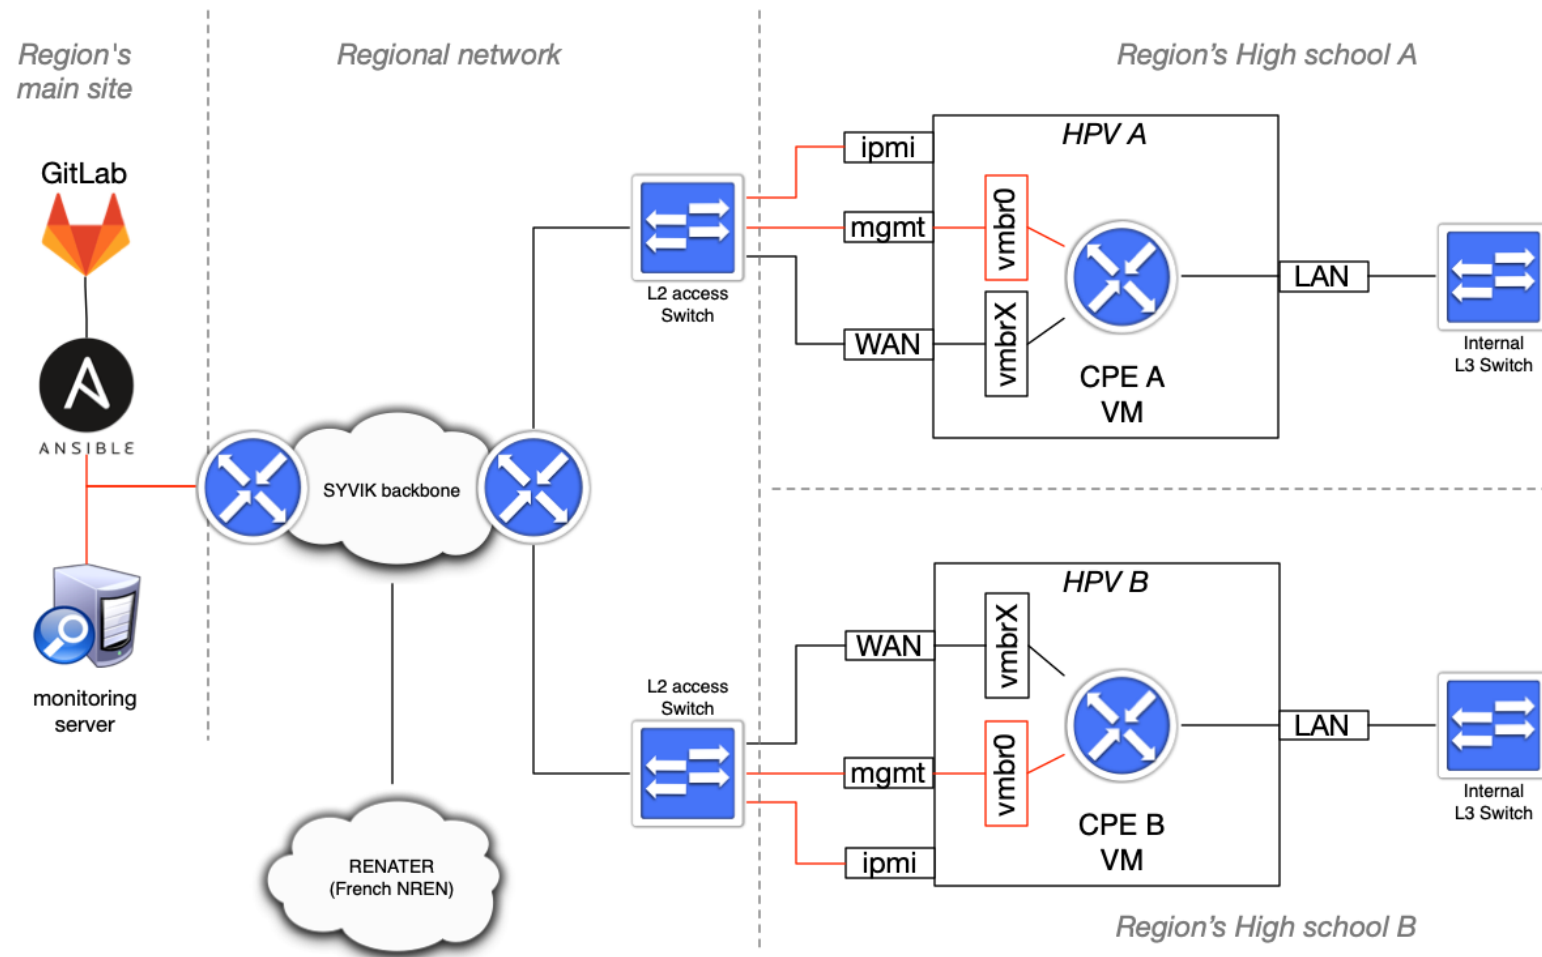 Region's
main site
Regional network
Region's High school A
GitLab
ANSIBLE
monitoring
server
SYVIK backbone
RENATER
(French NREN)
L2 access
Switch
ipmi
mgmt
WAN
HPV A
vmbr0
vmbrX
CPE A
VM
LAN
Internal
L3 Switch
L2 access
Switch
WAN
mgmt
ipmi
HPV B
vmbrX
vmbr0
CPE B
VM
LAN
Internal
L3 Switch
Region's High school B